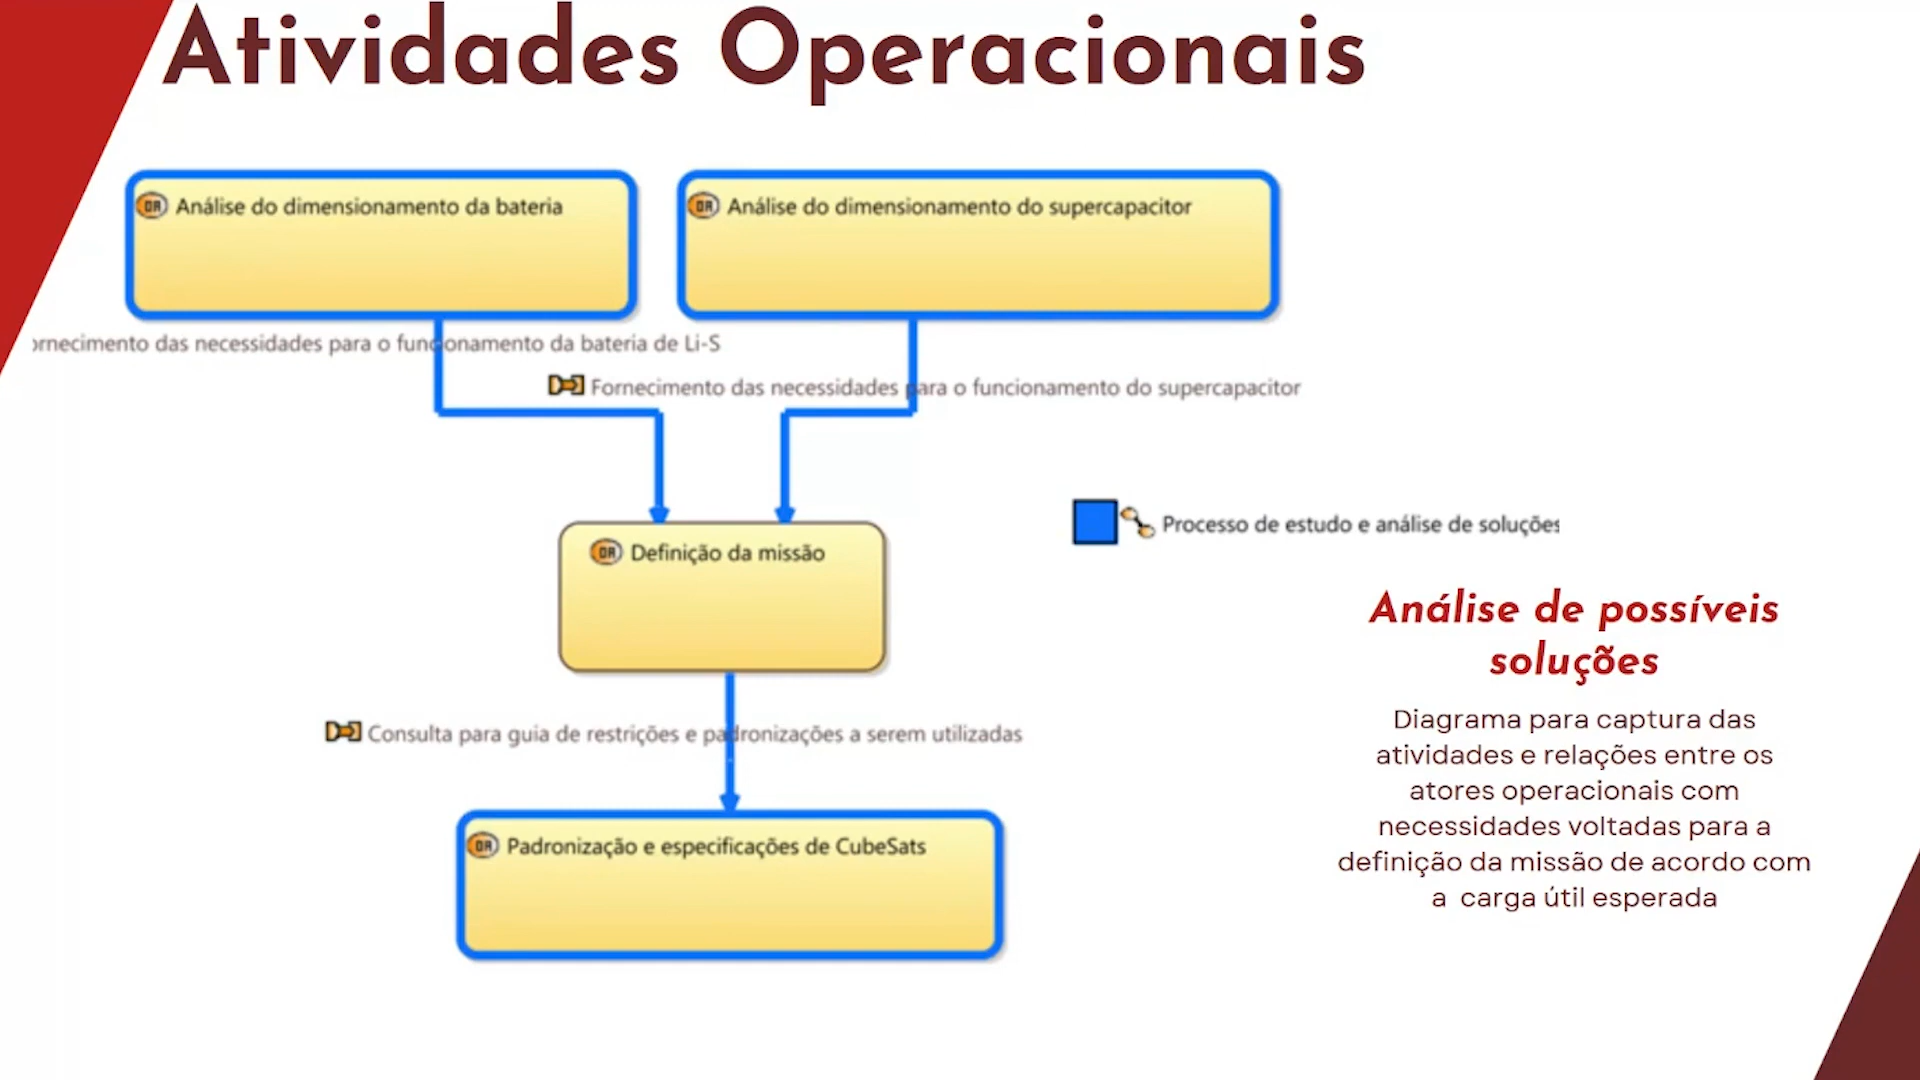 Atividades Operacionais
OA Análise do dimensionamento da bateria
OA Análise do dimensionamento do supercapacitor
ornecimento das necessidades para o funcionamento da bateria de Li-S
Fornecimento das necessidades para o funcionamento do supercapacitor
OA Definição da missão
Processo de estudo e análise de soluções
Análise de possíveis
soluções
Diagrama para captura das
atividades e relações entre os
atores operacionais com
necessidades voltadas para a
definição da missão de acordo com
a carga útil esperada
Consulta para guia de restrições e padronizações a serem utilizadas
OA Padronização e especificações de CubeSats